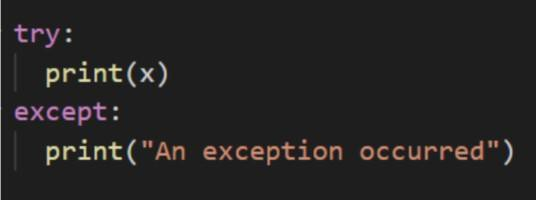 try:
  print(x)
except:
  print("An exception occurred")